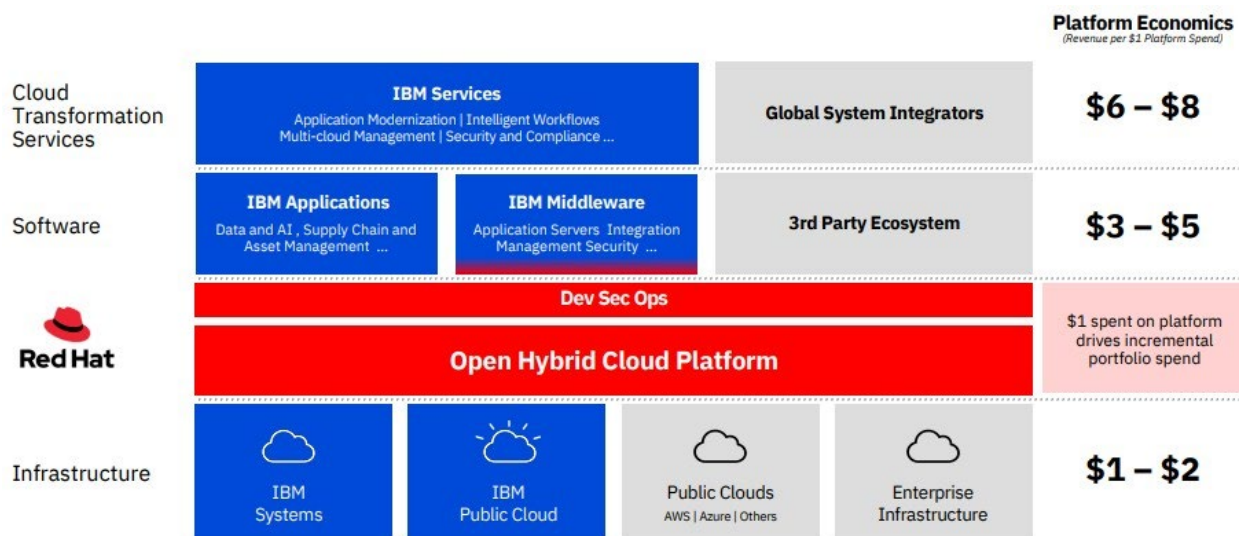 Platform Economics
(Revenue per $1 Platform Spend)
Cloud
Transformation
Services
IBM Services
Application Modernization | Intelligent Workflows
Multi-cloud Management | Security and Compliance ...
Global System Integrators
$6 – $8
Software
IBM Applications
Data and AI , Supply Chain and
Asset Management ...
IBM Middleware
Application Servers Integration
Management Security ...
3rd Party Ecosystem
$3 – $5
Red Hat
Dev Sec Ops
Open Hybrid Cloud Platform
$1 spent on platform
drives incremental
portfolio spend
Infrastructure
IBM
Systems
IBM
Public Cloud
Public Clouds
AWS | Azure | Others
Enterprise
Infrastructure
$1 – $2